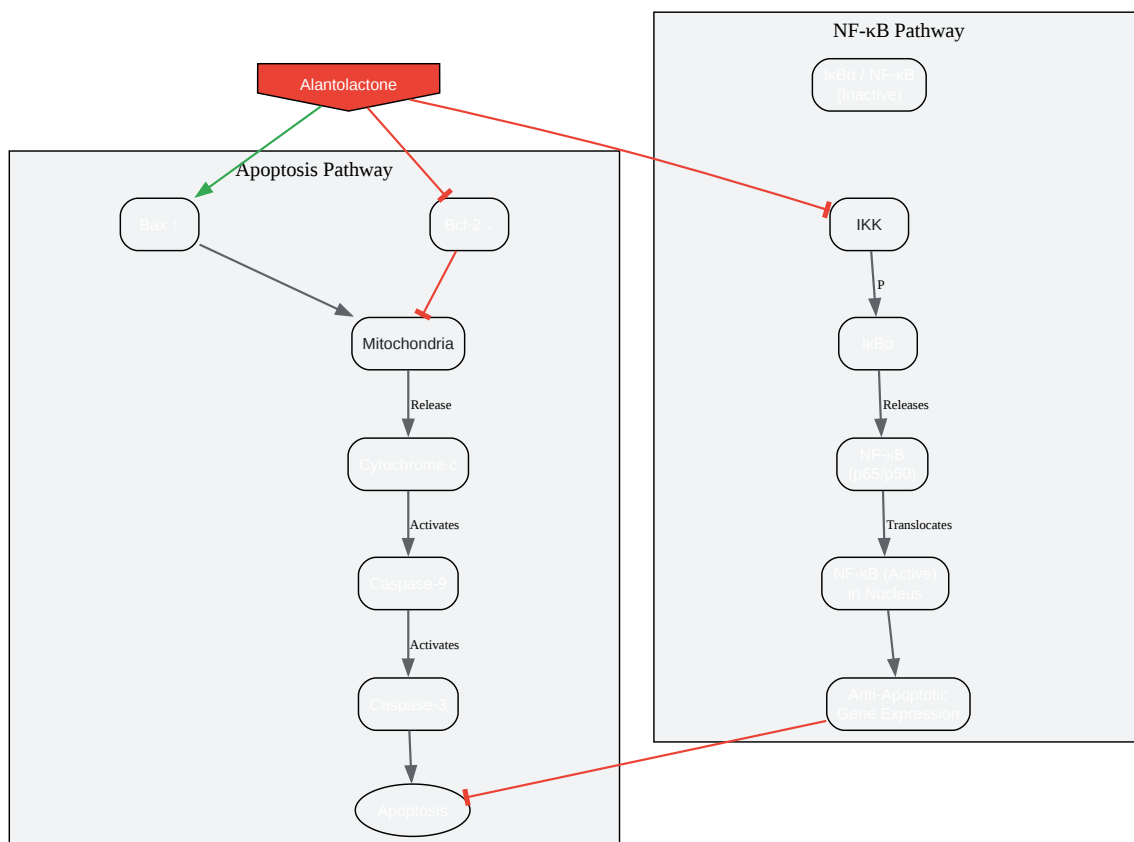 Alantolactone
Apoptosis Pathway
Bax ↑
Bcl-2 ↓
Mitochondria
Release
Cytochrome c
Activates
Caspase-9
Activates
Caspase-3
Apoptosis
NF-κB Pathway
IκBα / NF-κB
(Inactive)
IKK
P
IκBα
Releases
NF-κB
(p65/p50)
Translocates
NF-κB (Active)
in Nucleus
Anti-Apoptotic
Gene Expression